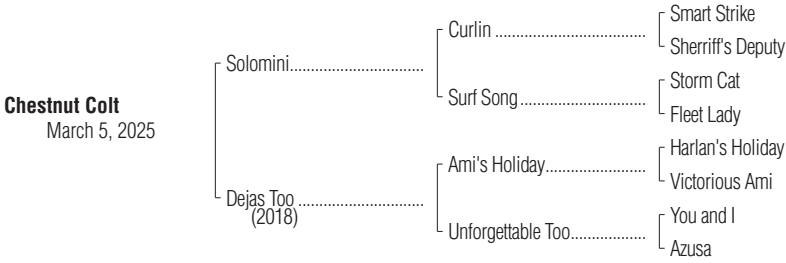 Chestnut Colt
March 5, 2025
Solomini..............................
Dejas Too ............................
(2018)
Curlin ..................................
Surf Song.............................
Ami's Holiday.......................
Unforgettable Too.................
Smart Strike
Sherriff's Deputy
Storm Cat
Fleet Lady
Harlan's Holiday
Victorious Ami
You and I
Azusa